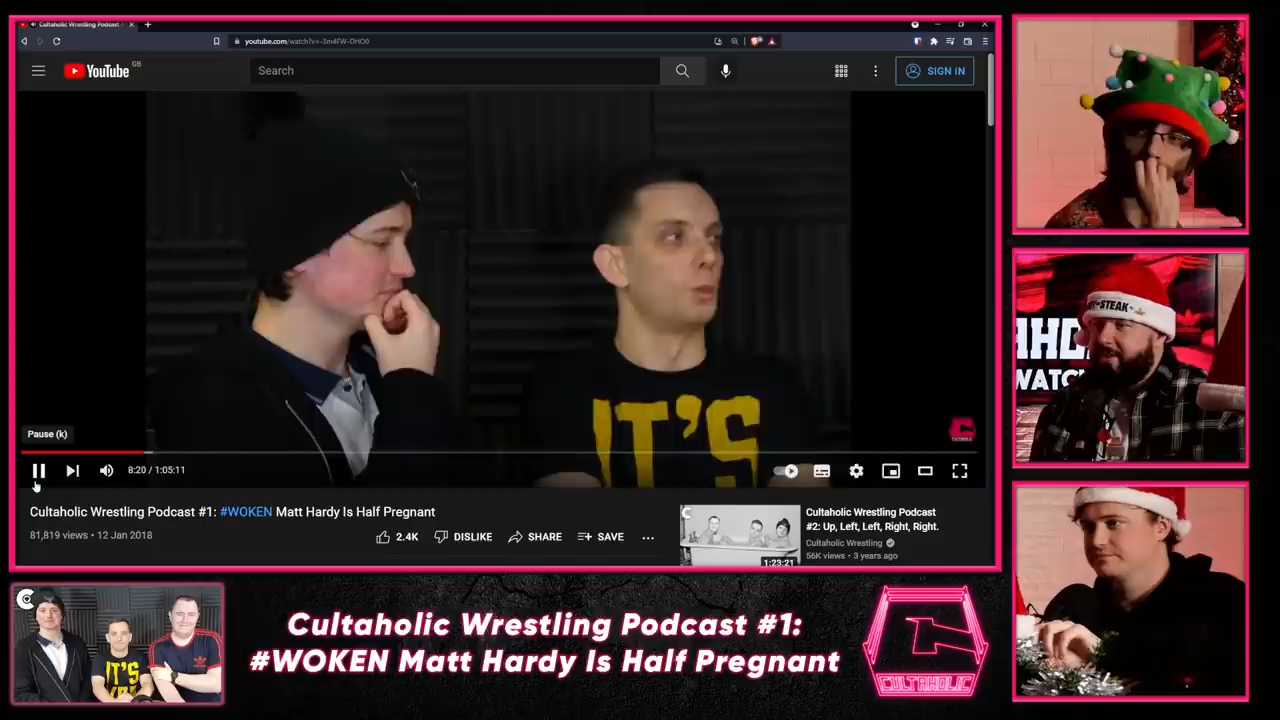 Cultaholic Wrestling Podcast
youtube.com/watch?v=-3m4FW-DHO0
YouTube GB
Search
SIGN IN
IT'S
CULTAHOLIC
Pause (k)
8:20 / 1:05:11
Cultaholic Wrestling Podcast #1: #WOKEN Matt Hardy Is Half Pregnant
81,819 views • 12 Jan 2018
2.4K
DISLIKE
SHARE
SAVE
Cultaholic Wrestling Podcast
#2: Up, Left, Left, Right, Right.
Cultaholic Wrestling
56K views • 3 years ago
1:23:21
-STEAK-
AHO
WATC
IT'S
Cultaholic Wrestling Podcast #1:
#WOKEN Matt Hardy Is Half Pregnant
CULTAHOLIC